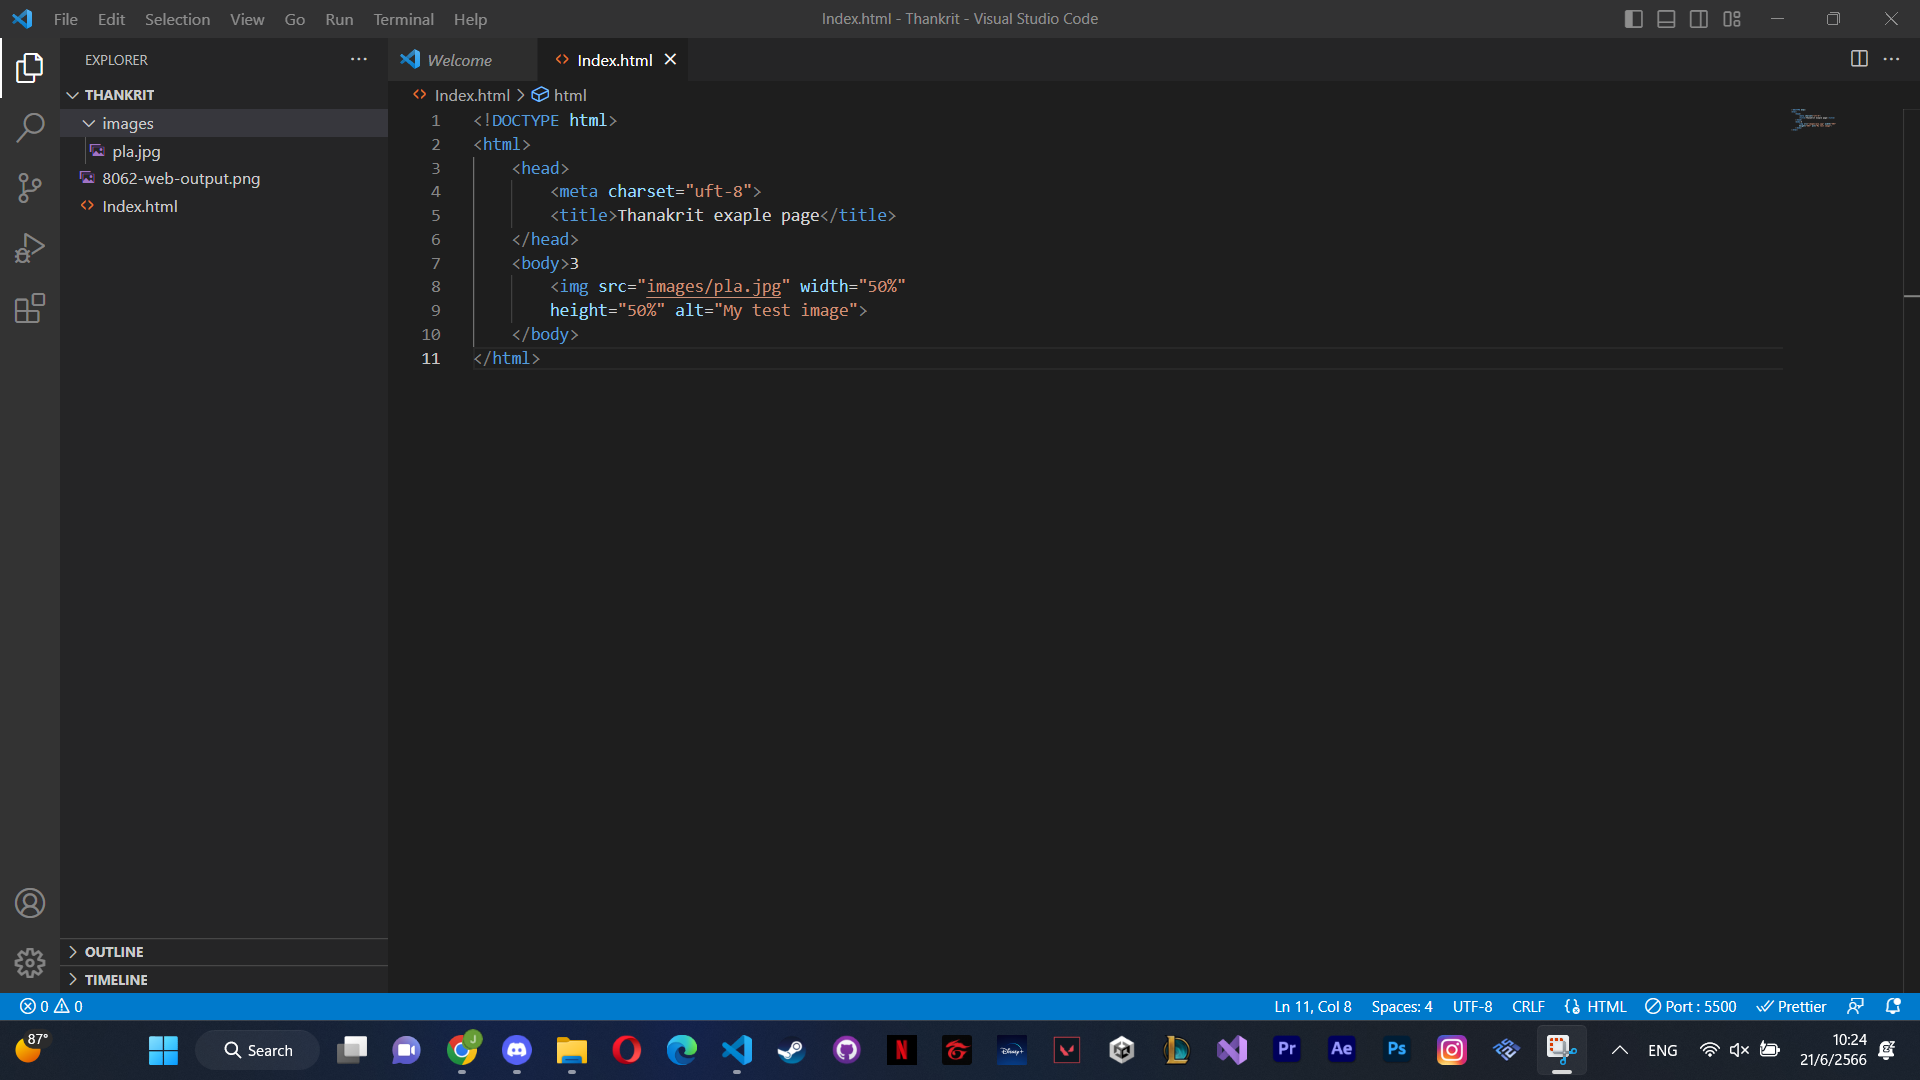 File Edit Selection View Go Run Terminal Help
Index.html - Thankrit - Visual Studio Code
EXPLORER
Welcome
Index.html
THANKRIT
images
pla.jpg
8062-web-output.png
Index.html
Index.html > html
1 <!DOCTYPE html>
2 <html>
3 <head>
4 <meta charset="uft-8">
5 <title>Thanakrit exaple page</title>
6 </head>
7 <body>3
8 <img src="images/pla.jpg" width="50%"
9 height="50%" alt="My test image">
10 </body>
11 </html>
OUTLINE
TIMELINE
0 0
Ln 11, Col 8 Spaces: 4 UTF-8 CRLF HTML Port : 5500 Prettier
87°
Search
J
N
Disney+
Pr
Ae
Ps
ENG
10:24
21/6/2566